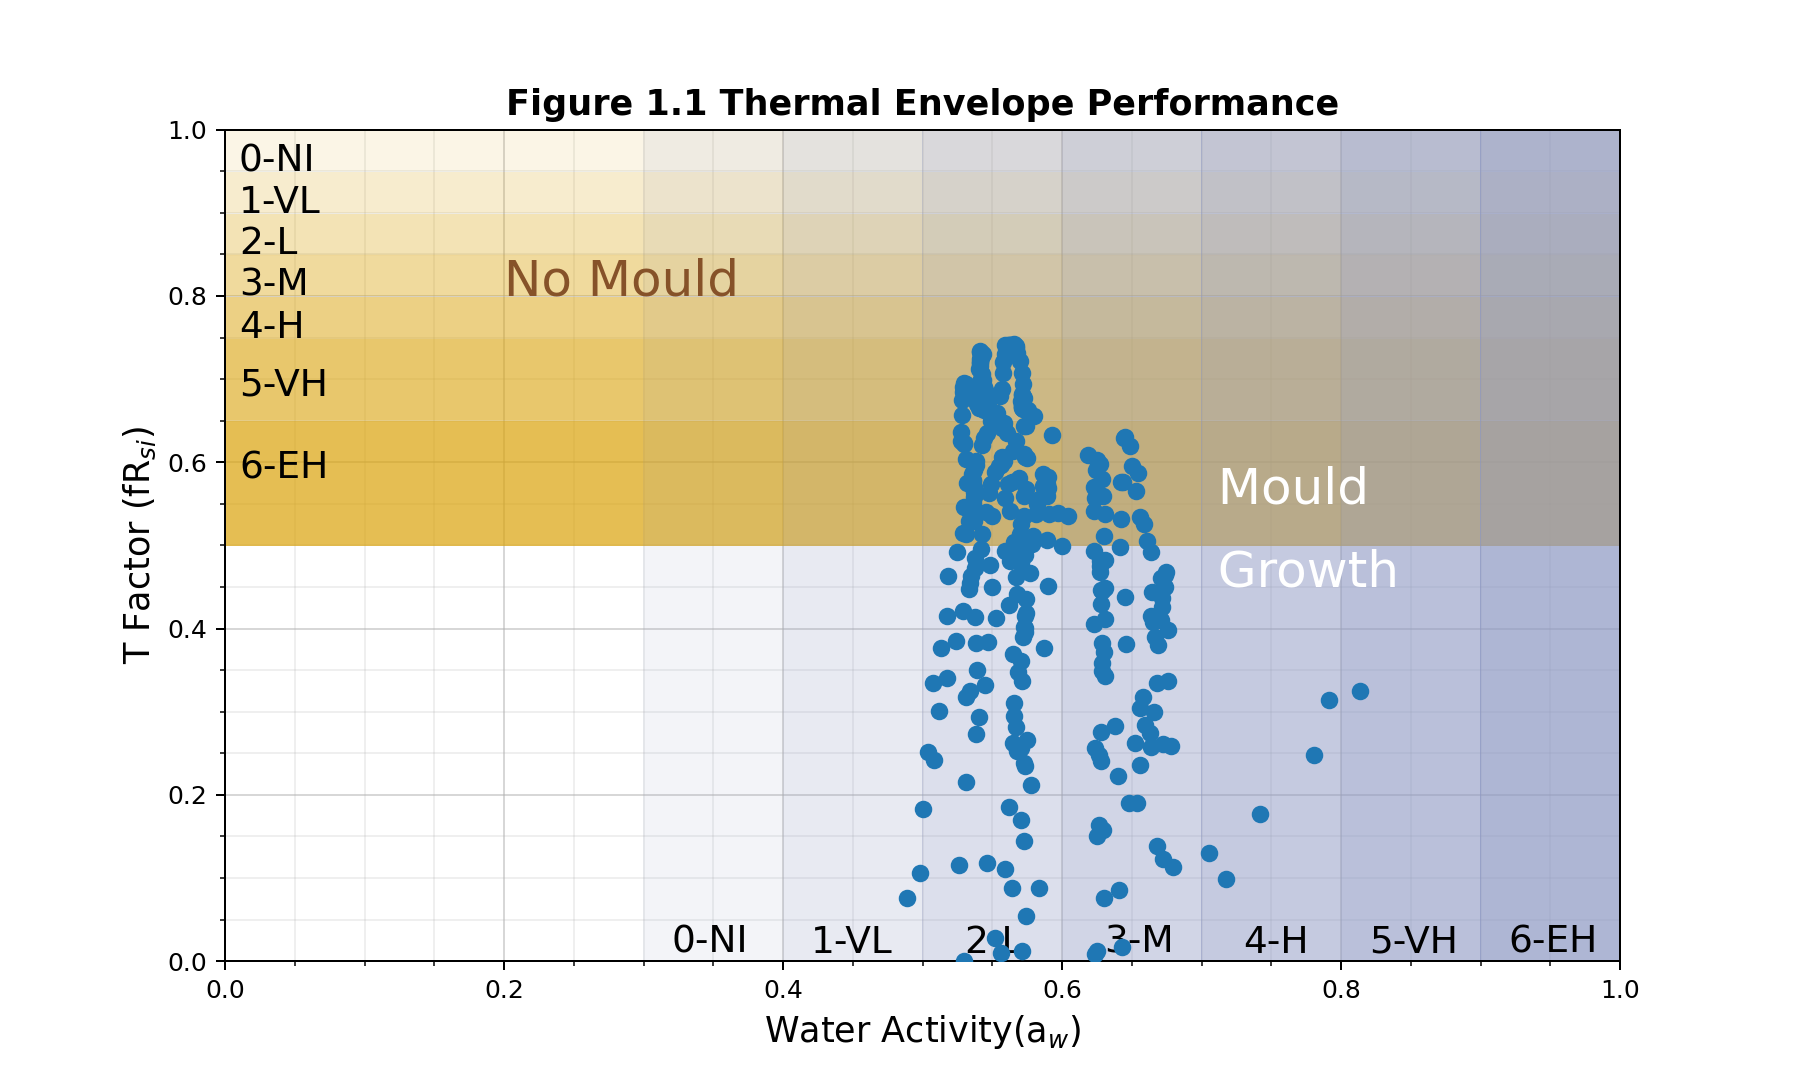 Figure 1.1 Thermal Envelope Performance
1.0
0-NI
1-VL
2-L
No Mould
3-M
0.8
4-H
5-VH
T Factor (fRsi)
0.6
6-EH
Mould
Growth
0.4
0.2
0-NI 1-VL 2-L 3-M 4-H 5-VH 6-EH
0.0
0.0 0.2 0.4 0.6 0.8 1.0
Water Activity(aw)